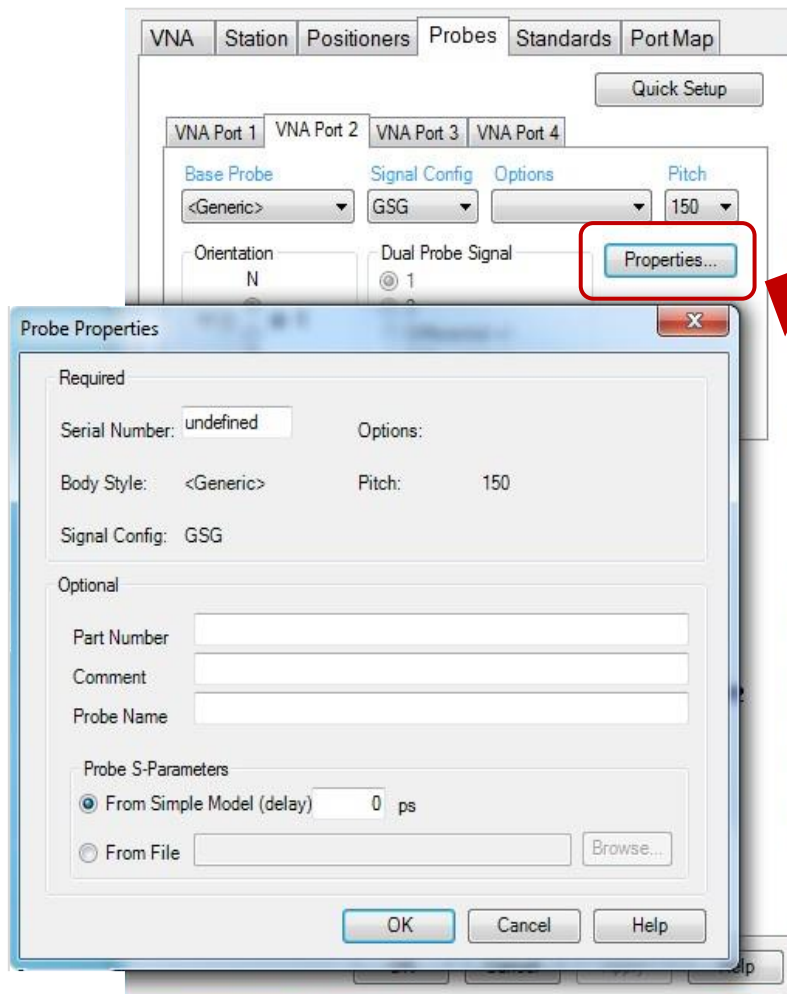 VNA Station Positioners Probes Standards Port Map
Quick Setup
VNA Port 1 VNA Port 2 VNA Port 3 VNA Port 4
Base Probe Signal Config Options Pitch
<Generic> GSG 150
Orientation Dual Probe Signal Properties...
N 1
Probe Properties
Required
Serial Number: undefined Options:
Body Style: <Generic> Pitch: 150
Signal Config: GSG
Optional
Part Number
Comment
Probe Name
Probe S-Parameters
From Simple Model (delay) 0 ps
From File Browse...
OK Cancel Help